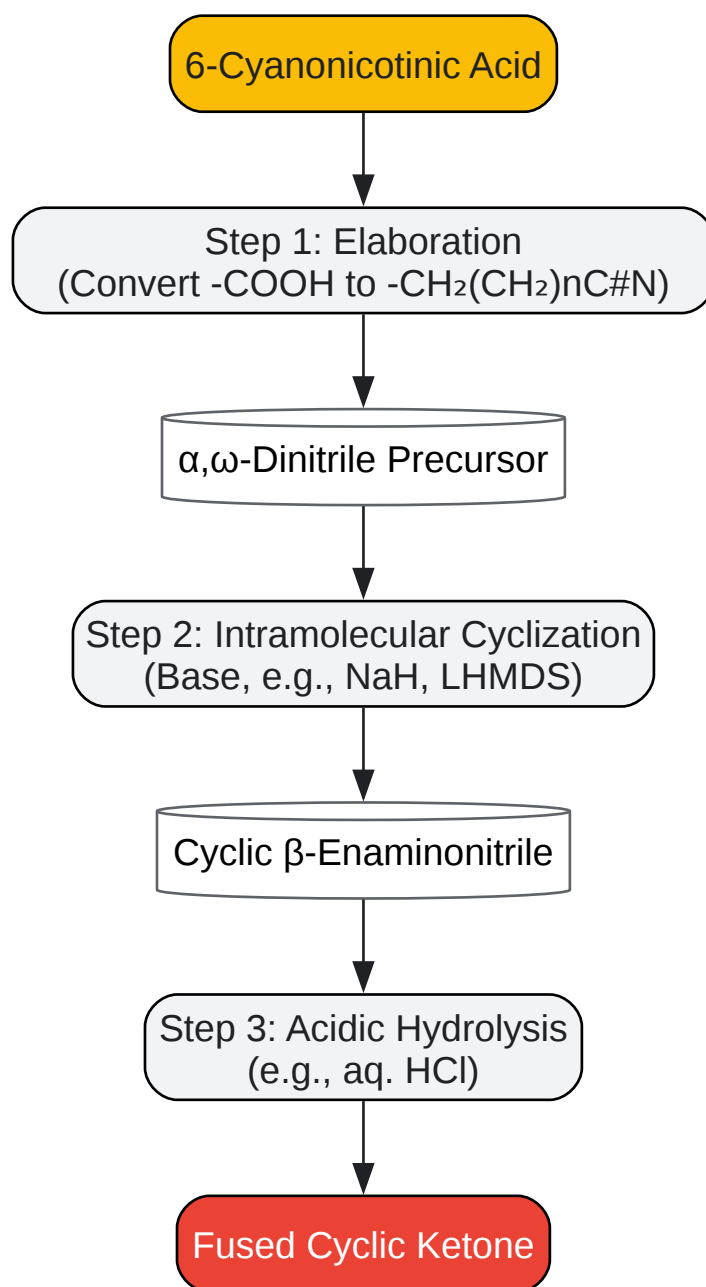 6-Cyanonicotinic Acid
Step 1: Elaboration
(Convert -COOH to -CH₂(CH₂)nC#N)
α,ω-Dinitrile Precursor
Step 2: Intramolecular Cyclization
(Base, e.g., NaH, LHMDS)
Cyclic β-Enaminonitrile
Step 3: Acidic Hydrolysis
(e.g., aq. HCl)
Fused Cyclic Ketone